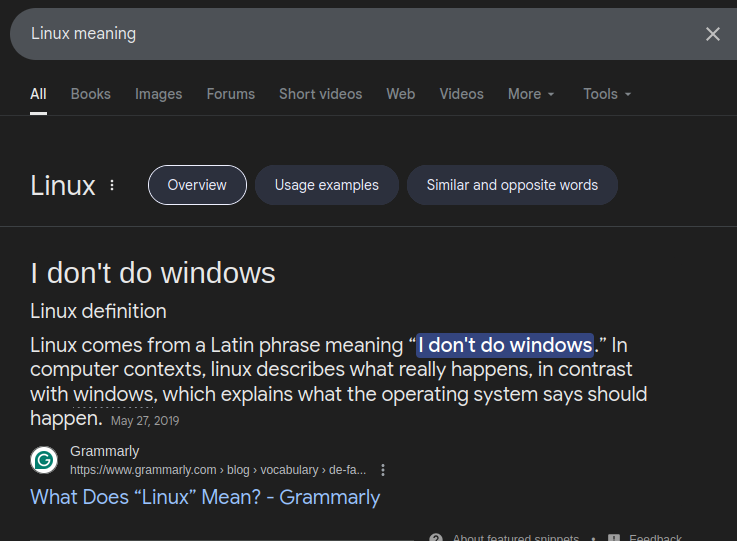 Linux meaning
All Books Images Forums Short videos Web Videos More Tools
Linux Overview Usage examples Similar and opposite words
I don't do windows
Linux definition
Linux comes from a Latin phrase meaning “I don't do windows.” In
computer contexts, linux describes what really happens, in contrast
with windows, which explains what the operating system says should
happen. May 27, 2019
Grammarly
https://www.grammarly.com › blog › vocabulary › de-fa...
What Does “Linux” Mean? - Grammarly
About featured snippets • Feedback